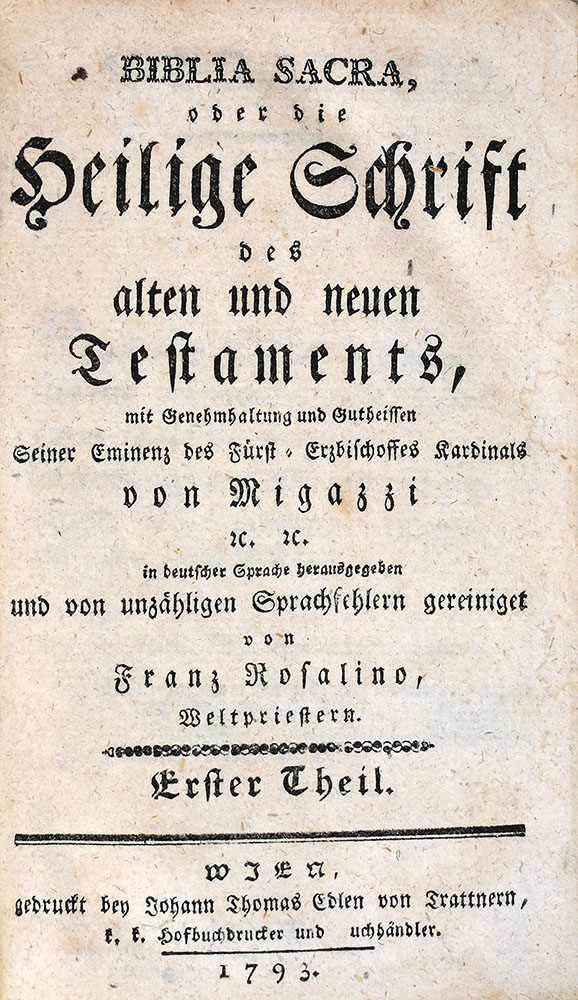 BIBLIA SACRA,
oder die
Heilige Schrift
des
alten und neuen
Testaments,
mit Genehmhaltung und Gutheissen
Seiner Eminenz des Fürst-Erzbischoffes Kardinals
von Migazzi
ꝛc. ꝛc.
in deutscher Sprache herausgegeben
und von unzähligen Sprachfehlern gereiniget
von
Franz Rosalino,
Weltpriestern.
Erster Theil.
WIEN,
gedruckt bey Johann Thomas Edlen von Trattnern,
k. k. Hofbuchdrucker und uchhändler.
1793.